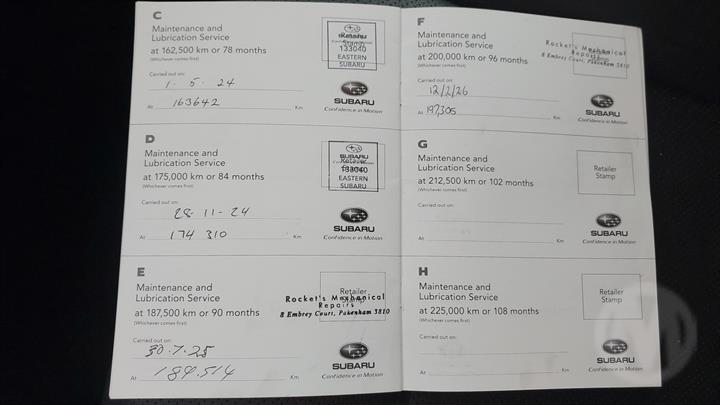 C
Maintenance and
Lubrication Service
at 162,500 km or 78 months
(Whichever comes first)
SUBARU
133040
EASTERN
SUBARU
Carried out on:
1 - 5 - 24
At 163642 Km
SUBARU
Confidence in Motion
D
Maintenance and
Lubrication Service
at 175,000 km or 84 months
(Whichever comes first)
SUBARU
133040
EASTERN
SUBARU
Carried out on:
28-11-24
At 174 310 Km
SUBARU
Confidence in Motion
E
Maintenance and
Lubrication Service
at 187,500 km or 90 months
(Whichever comes first)
Retailer
Stamp
Rocket's Mechanical
Repairs
8 Embrey Court, Pakenham 3810
Carried out on:
30.7.25
At 184.514 Km
SUBARU
Confidence in Motion
F
Maintenance and
Lubrication Service
at 200,000 km or 96 months
(Whichever comes first)
Rocket's Mechanical
Repairs
8 Embrey Court, Pakenham 3810
Carried out on:
12/2/26
At 197,305 Km
SUBARU
Confidence in Motion
G
Maintenance and
Lubrication Service
at 212,500 km or 102 months
(Whichever comes first)
Retailer
Stamp
Carried out on:
At Km
SUBARU
Confidence in Motion
H
Maintenance and
Lubrication Service
at 225,000 km or 108 months
(Whichever comes first)
Retailer
Stamp
Carried out on:
At Km
SUBARU
Confidence in Motion